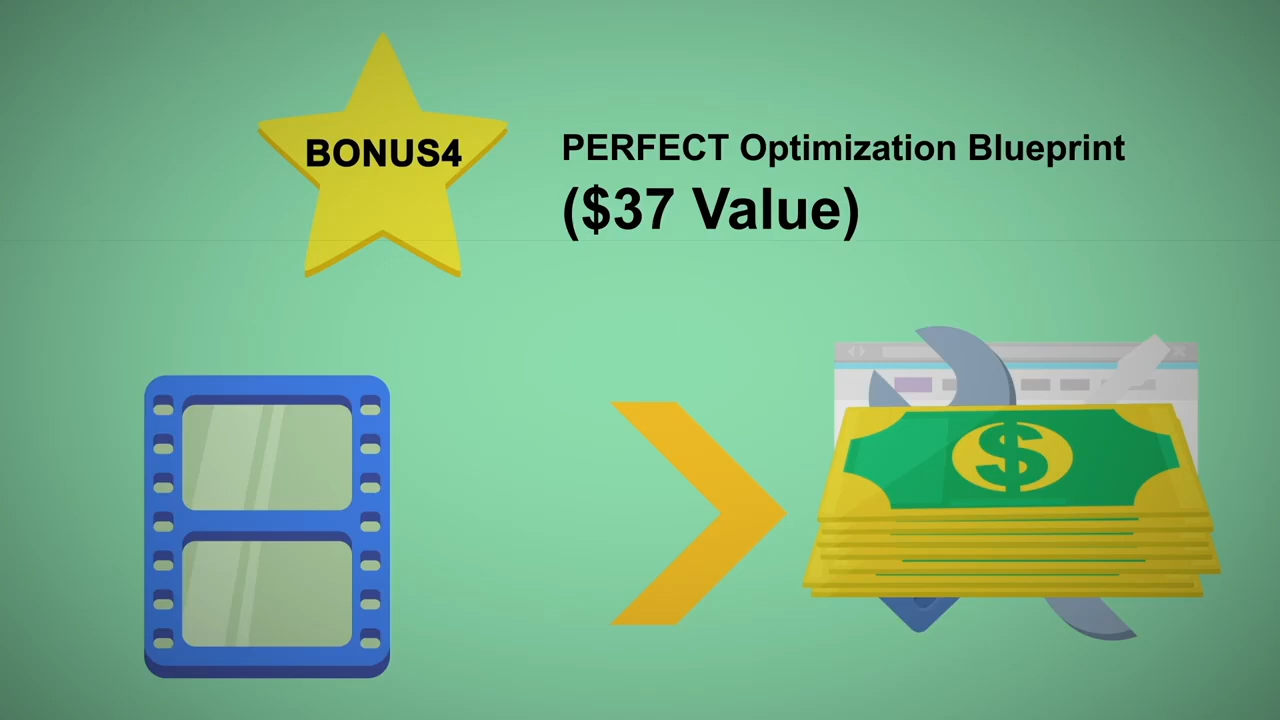 BONUS4
PERFECT Optimization Blueprint
($37 Value)
$